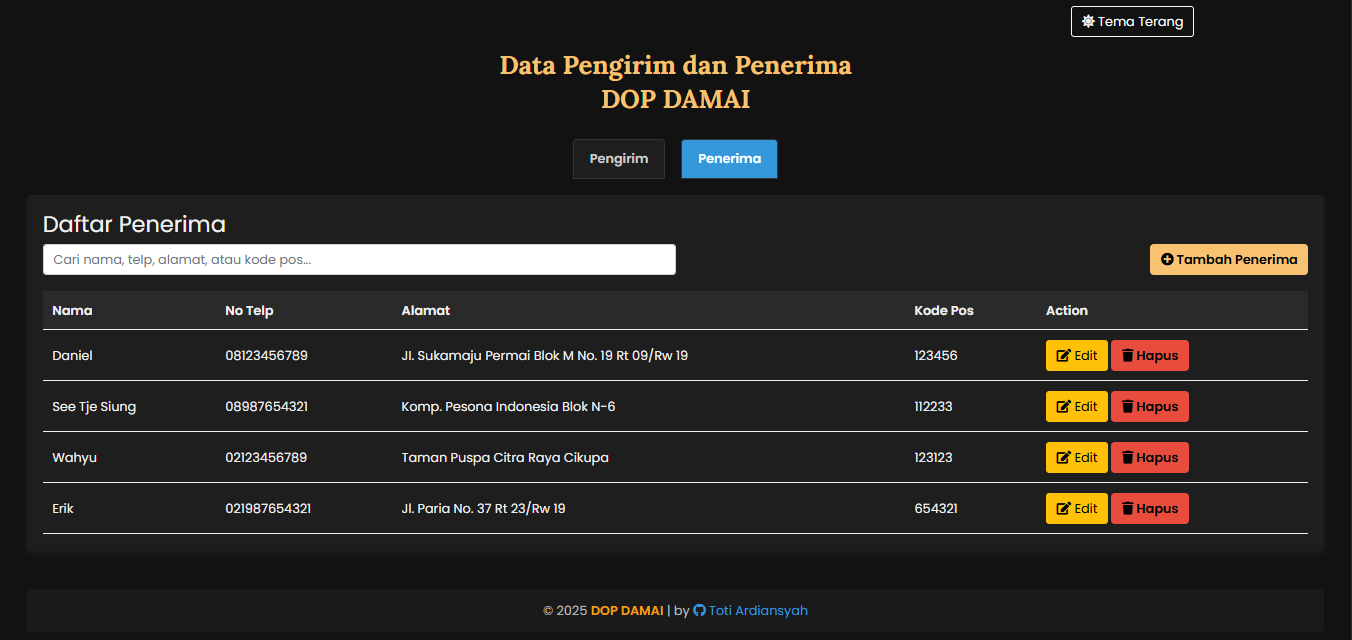 Tema Terang
Data Pengirim dan Penerima
DOP DAMAI
Pengirim Penerima
Daftar Penerima
Cari nama, telp, alamat, atau kode pos...
Tambah Penerima
Nama No Telp Alamat Kode Pos Action
Daniel 08123456789 Jl. Sukamaju Permai Blok M No. 19 Rt 09/Rw 19 123456 Edit Hapus
See Tje Siung 08987654321 Komp. Pesona Indonesia Blok N-6 112233 Edit Hapus
Wahyu 02123456789 Taman Puspa Citra Raya Cikupa 123123 Edit Hapus
Erik 021987654321 Jl. Paria No. 37 Rt 23/Rw 19 654321 Edit Hapus
© 2025 DOP DAMAI | by Toti Ardiansyah